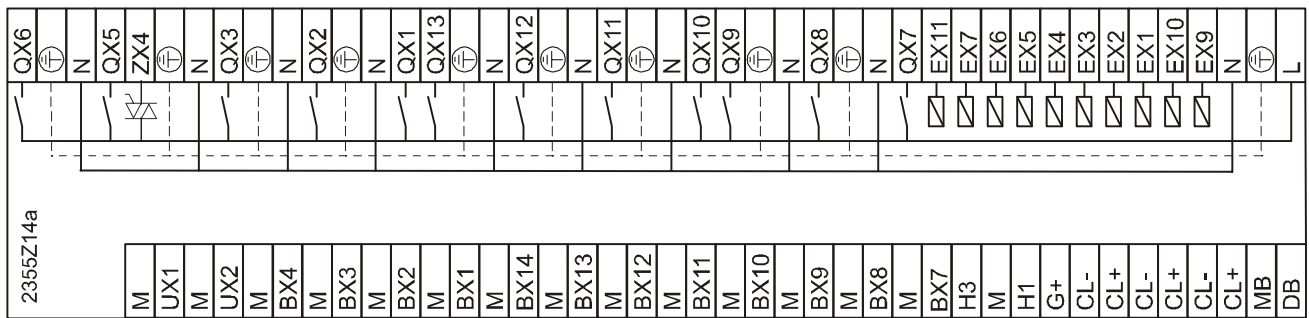 QX6
N
QX5
ZX4
N
QX3
N
QX2
N
QX1
QX13
N
QX12
N
QX11
N
QX10
QX9
N
QX8
N
QX7
EX11
EX7
EX6
EX5
EX4
EX3
EX2
EX1
EX10
EX9
N
L
2355Z14a
M
UX1
M
UX2
M
BX4
M
BX3
M
BX2
M
BX1
M
BX14
M
BX13
M
BX12
M
BX11
M
BX10
M
BX9
M
BX8
M
BX7
H3
M
H1
G+
CL-
CL+
CL-
CL+
CL-
CL+
MB
DB